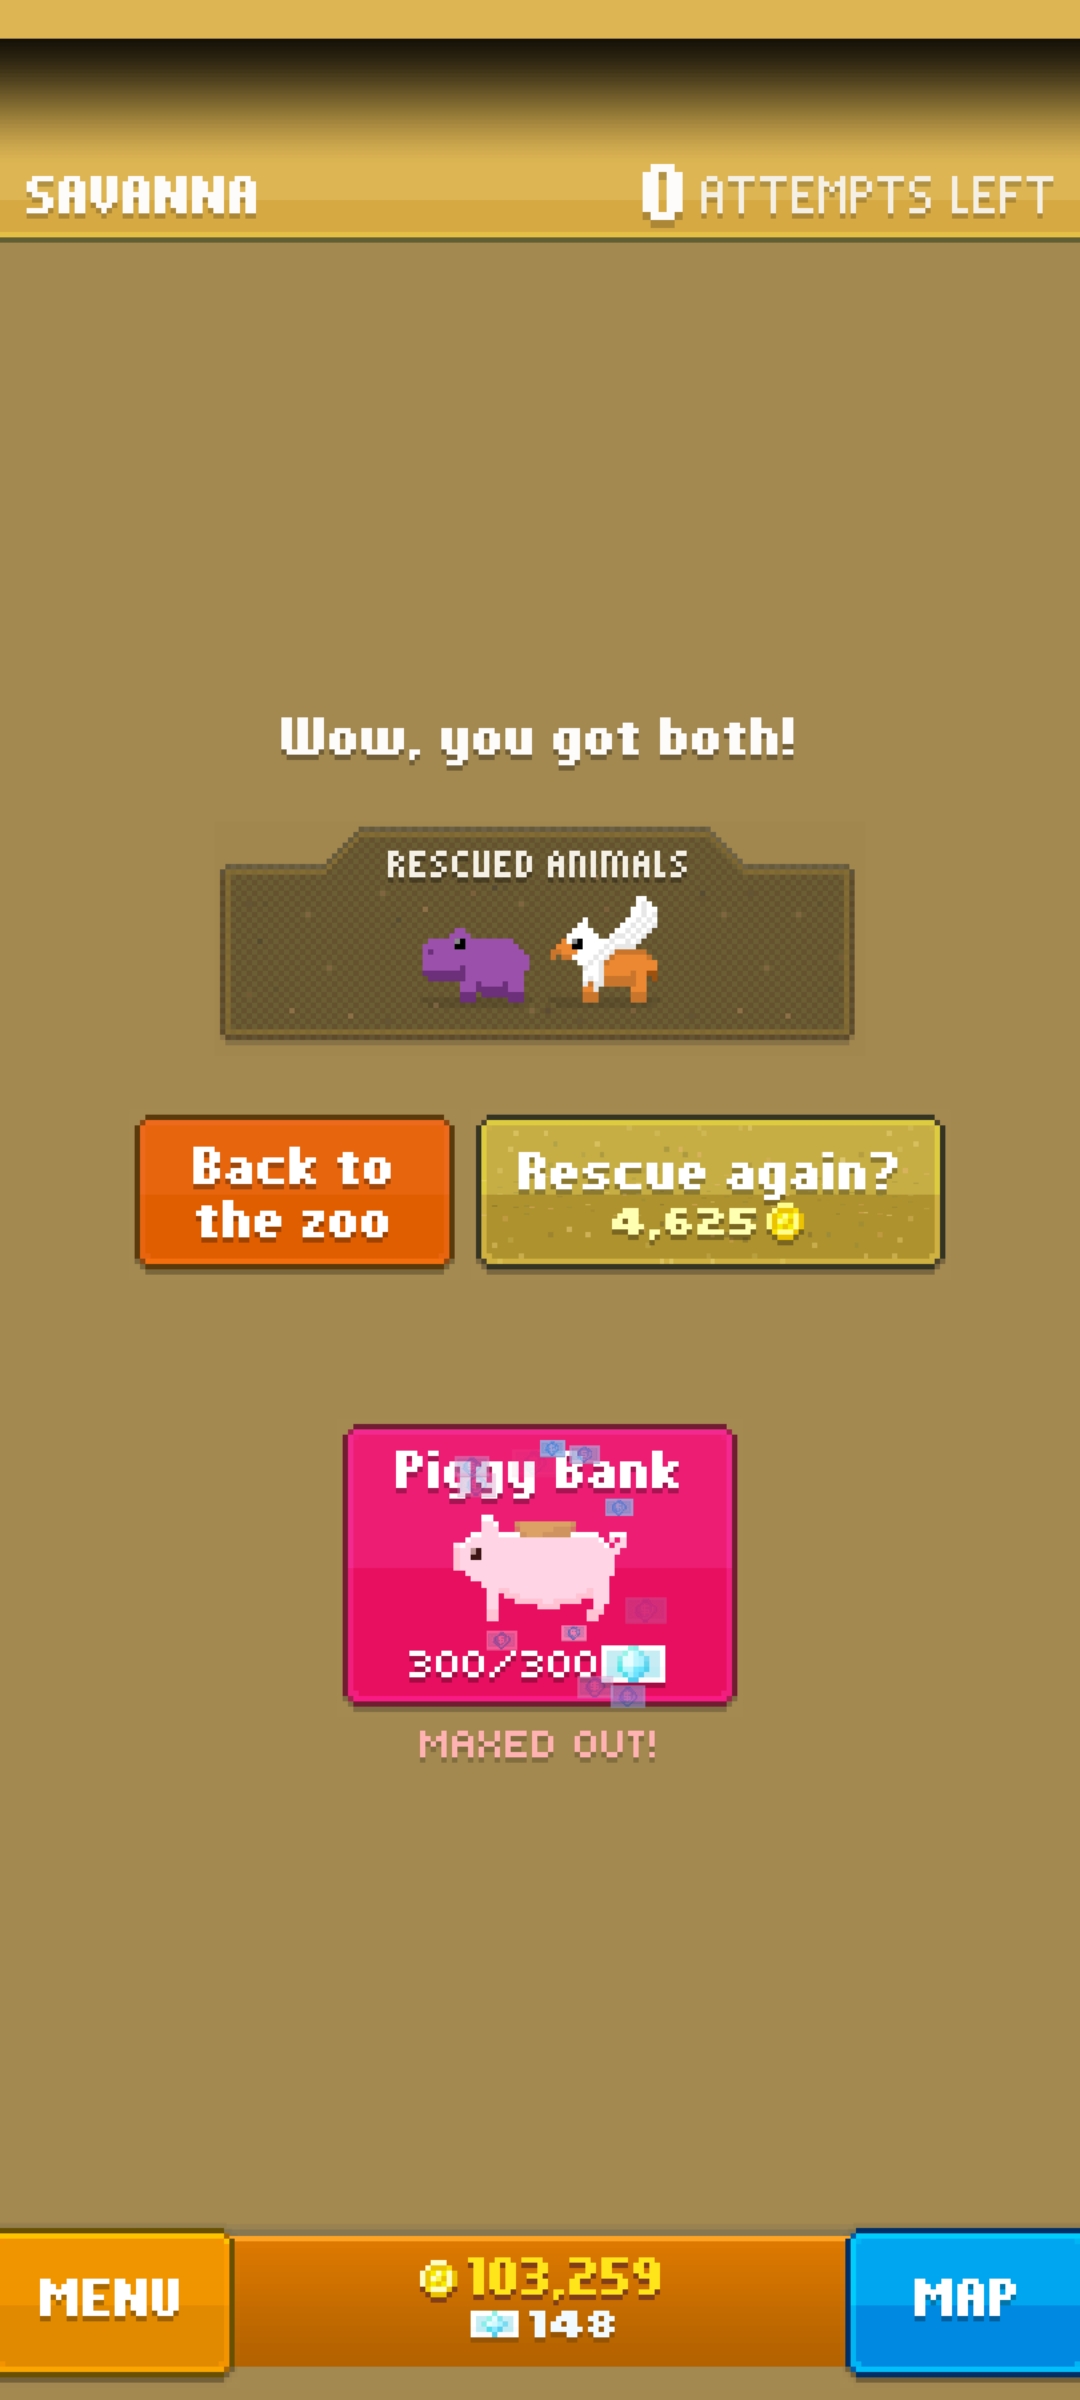 SAVANNA
0 ATTEMPTS LEFT
Wow, you got both!
RESCUED ANIMALS
Back to
the zoo
Rescue again?
4,625
Piggy Bank
300/300
MAXED OUT!
MENU
103,259
148
MAP